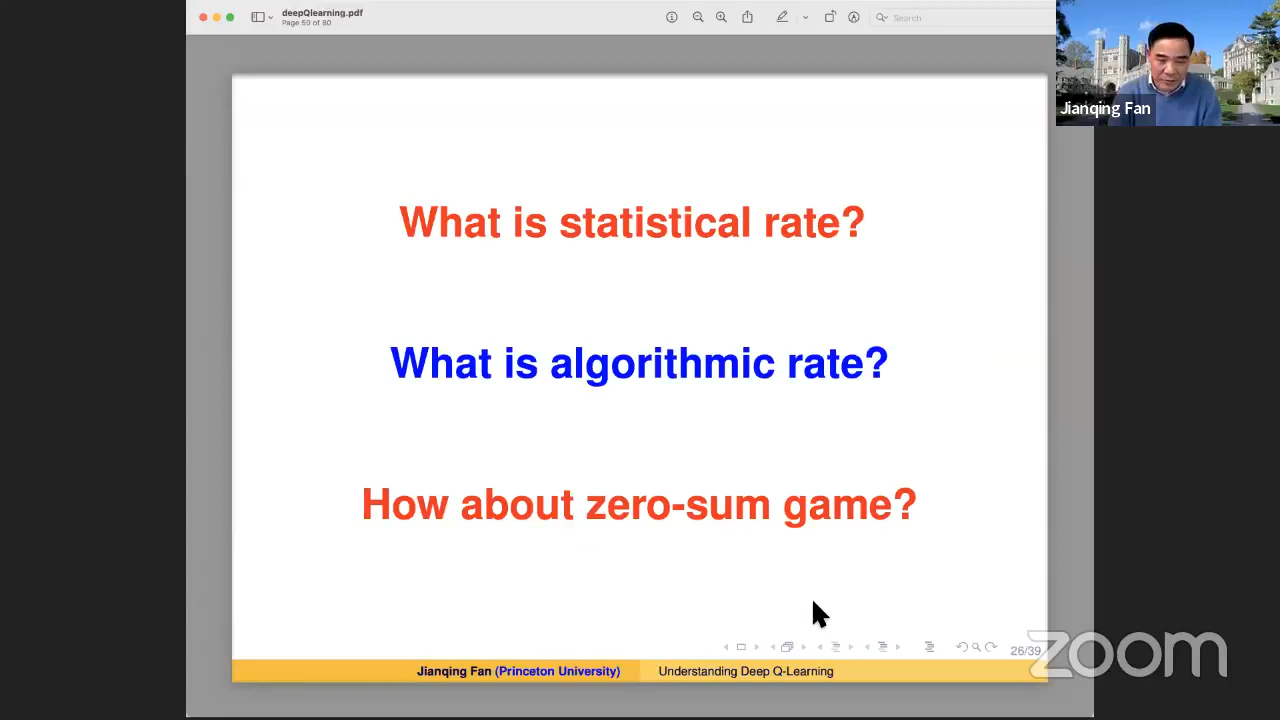 deepQlearning.pdf
Page 50 of 80
Search
Jianqing Fan
What is statistical rate?
What is algorithmic rate?
How about zero-sum game?
26/39
Jianqing Fan (Princeton University)
Understanding Deep Q-Learning
zoom